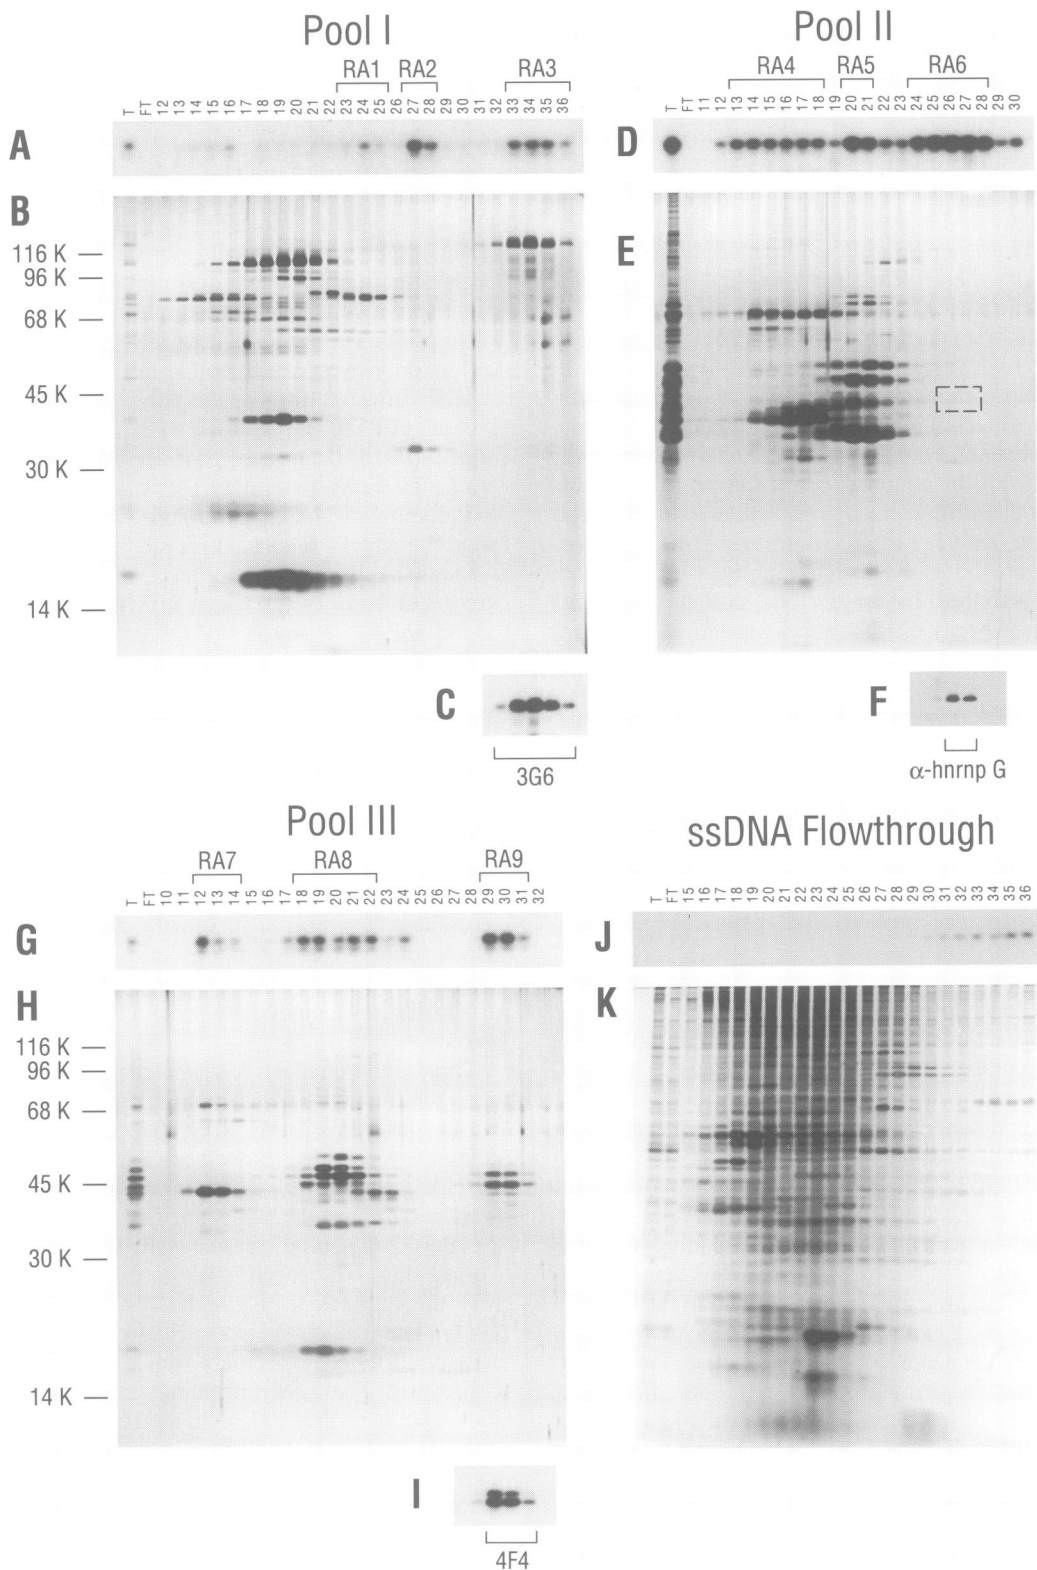 Pool I
RA1 RA2 RA3
T FT 12 13 14 15 16 17 18 19 20 21 22 23 24 25 26 27 28 29 30 31 32 33 34 35 36
A
B
116 K
96 K
68 K
45 K
30 K
14 K
C
3G6
Pool II
RA4 RA5 RA6
T FT 11 12 13 14 15 16 17 18 19 20 21 22 23 24 25 26 27 28 29 30
D
E
F
α-hnrnp G
Pool III
RA7 RA8 RA9
T FT 10 11 12 13 14 15 16 17 18 19 20 21 22 23 24 25 26 27 28 29 30 31 32
G
H
116 K
96 K
68 K
45 K
30 K
14 K
I
4F4
ssDNA Flowthrough
T FT 15 16 17 18 19 20 21 22 23 24 25 26 27 28 29 30 31 32 33 34 35 36
J
K